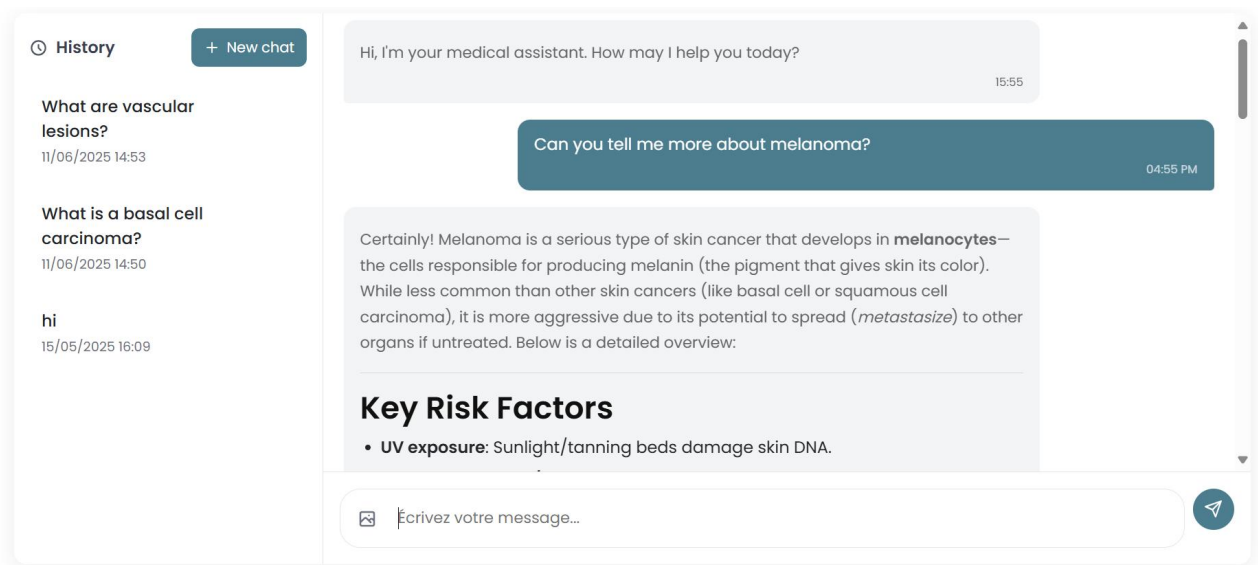 History
+ New chat
What are vascular
lesions?
11/06/2025 14:53
What is a basal cell
carcinoma?
11/06/2025 14:50
hi
15/05/2025 16:09
Hi, I'm your medical assistant. How may I help you today?
15:55
Can you tell me more about melanoma?
04:55 PM
Certainly! Melanoma is a serious type of skin cancer that develops in melanocytes—
the cells responsible for producing melanin (the pigment that gives skin its color).
While less common than other skin cancers (like basal cell or squamous cell
carcinoma), it is more aggressive due to its potential to spread (metastasize) to other
organs if untreated. Below is a detailed overview:
Key Risk Factors
• UV exposure: Sunlight/tanning beds damage skin DNA.
Écrivez votre message...